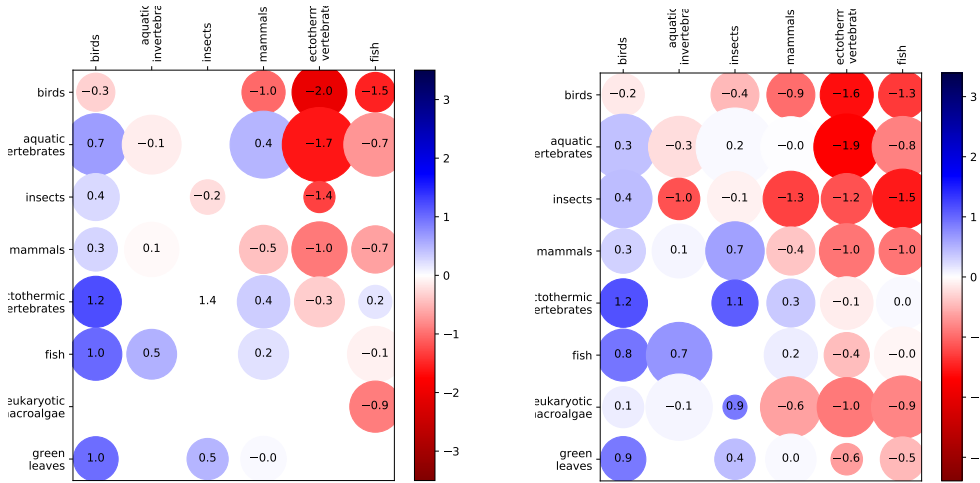 birds
aquatic
invertebra
insects
mammals
ectotherm
vertebrate
fish
birds
−0.3
−1.0
−2.0
−1.5
aquatic
ertebrates
0.7
−0.1
0.4
−1.7
−0.7
insects
0.4
−0.2
−1.4
mammals
0.3
0.1
−0.5
−1.0
−0.7
ctothermic
ertebrates
1.2
1.4
0.4
−0.3
0.2
fish
1.0
0.5
0.2
−0.1
eukaryotic
nacroalgae
−0.9
green
leaves
1.0
0.5
−0.0
3
2
1
0
−1
−2
−3
birds
aquatic
invertebra
insects
mammals
ectotherm
vertebrate
fish
birds
−0.2
−0.4
−0.9
−1.6
−1.3
aquatic
ertebrates
0.3
−0.3
0.2
−0.0
−1.9
−0.8
insects
0.4
−1.0
−0.1
−1.3
−1.2
−1.5
mammals
0.3
0.1
0.7
−0.4
−1.0
−1.0
ctothermic
ertebrates
1.2
1.1
0.3
−0.1
0.0
fish
0.8
0.7
0.2
−0.4
−0.0
eukaryotic
nacroalgae
0.1
−0.1
0.9
−0.6
−1.0
−0.9
green
leaves
0.9
0.4
0.0
−0.6
−0.5
3
2
1
0